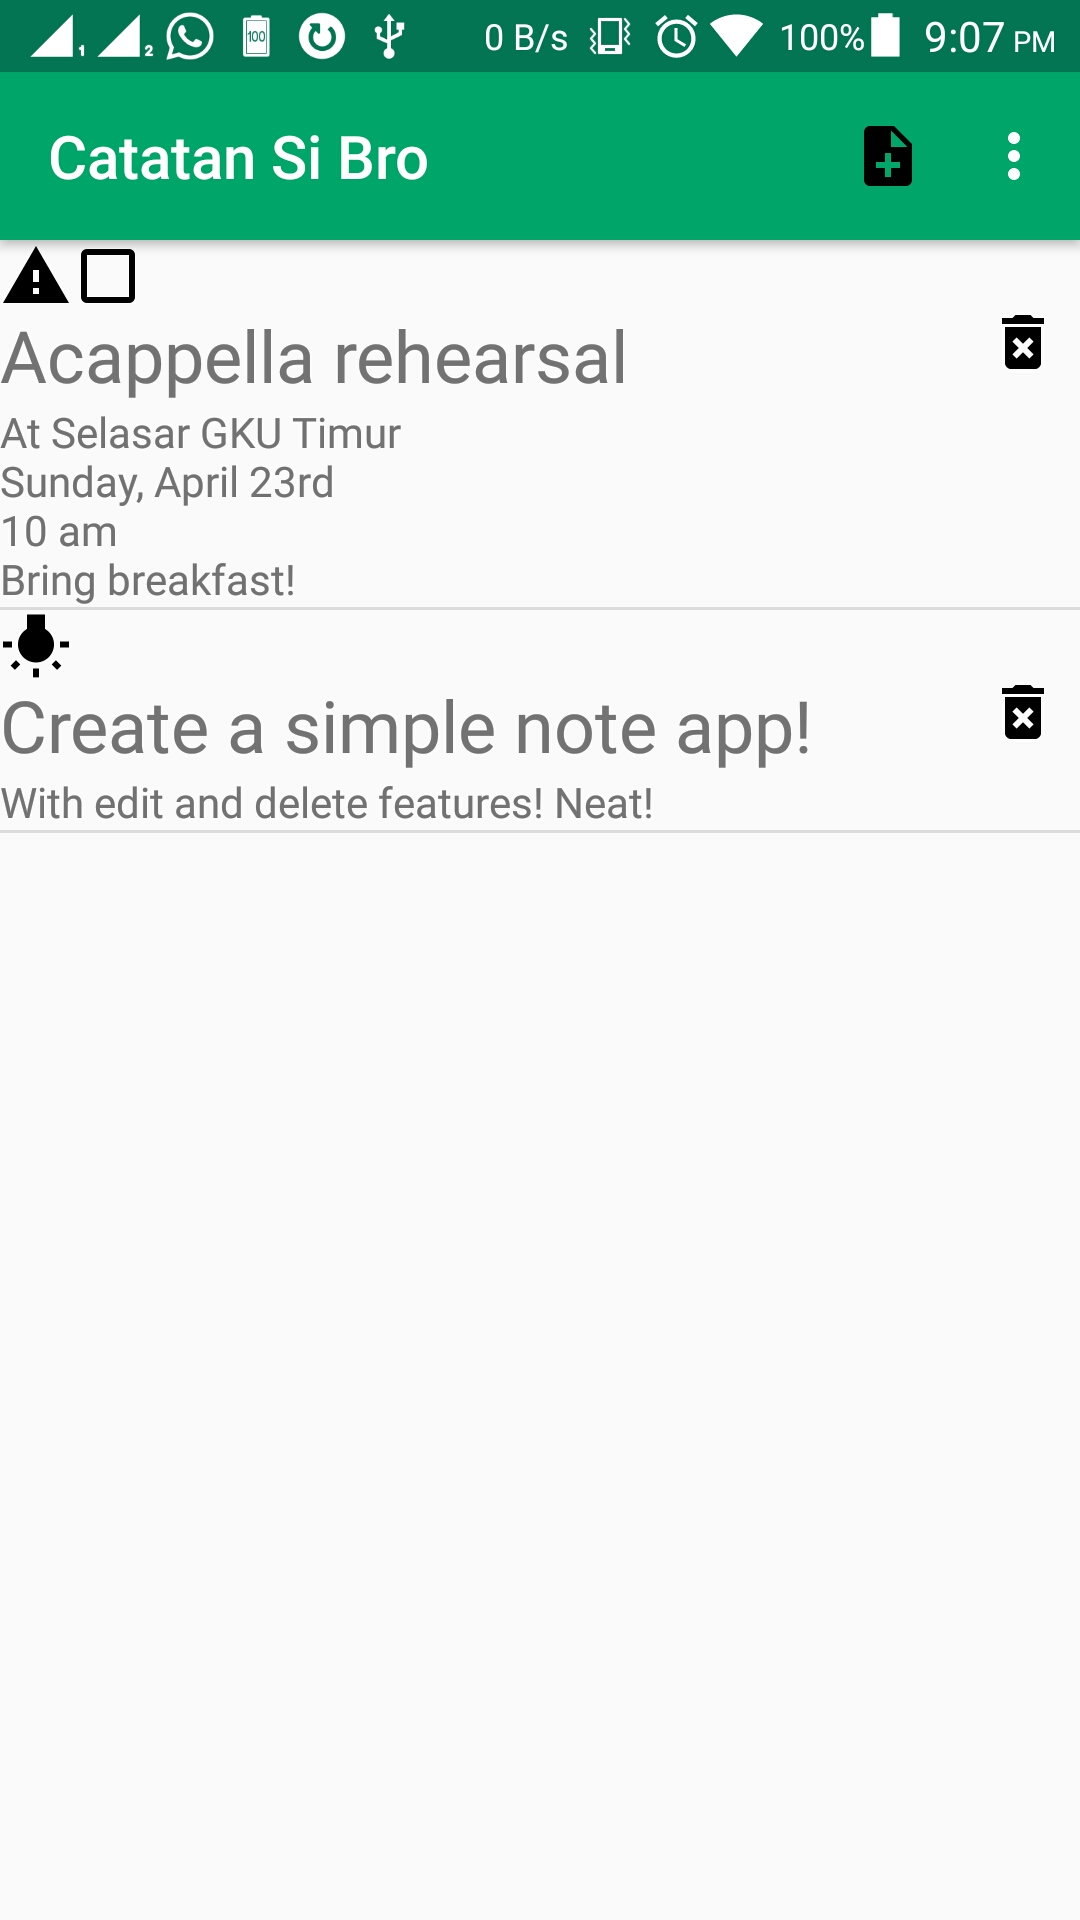 1 2 100 0 B/s 100% 9:07 PM
Catatan Si Bro
Acappella rehearsal
At Selasar GKU Timur
Sunday, April 23rd
10 am
Bring breakfast!
Create a simple note app!
With edit and delete features! Neat!